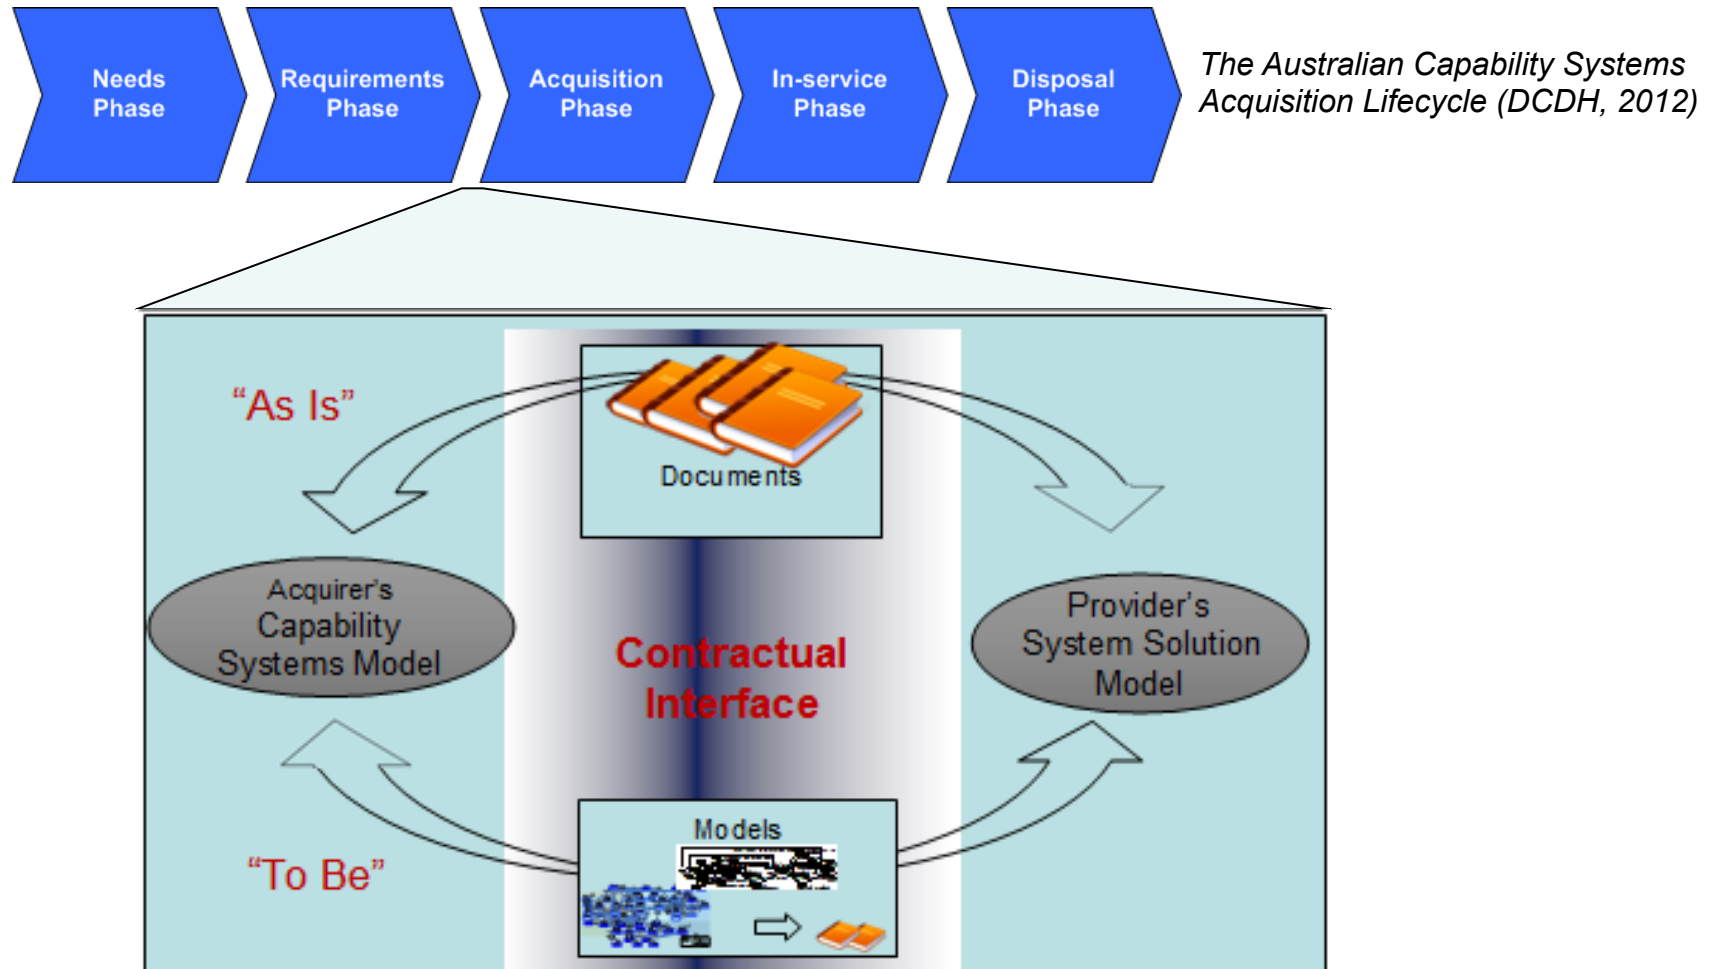 Needs
Phase
Requirements
Phase
Acquisition
Phase
In-service
Phase
Disposal
Phase
The Australian Capability Systems
Acquisition Lifecycle (DCDH, 2012)
“As Is”
Documents
Acquirer’s
Capability
Systems Model
Contractual
Interface
Provider’s
System Solution
Model
Models
“To Be”